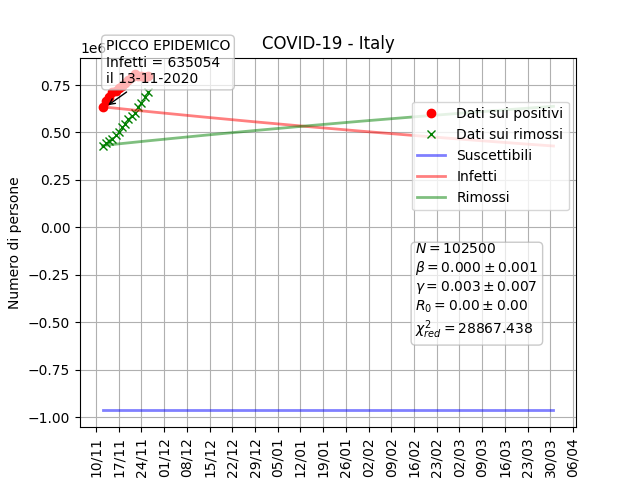 COVID-19 - Italy
1e6
PICCO EPIDEMICO
Infetti = 635054
il 13-11-2020
Numero di persone
0.75
0.50
0.25
0.00
−0.25
−0.50
−0.75
−1.00
Dati sui positivi
Dati sui rimossi
Suscettibili
Infetti
Rimossi
N = 102500
β = 0.000 ± 0.001
γ = 0.003 ± 0.007
R₀ = 0.00 ± 0.00
χ²red = 28867.438
10/11
17/11
24/11
01/12
08/12
15/12
22/12
29/12
05/01
12/01
19/01
26/01
02/02
09/02
16/02
23/02
02/03
09/03
16/03
23/03
30/03
06/04